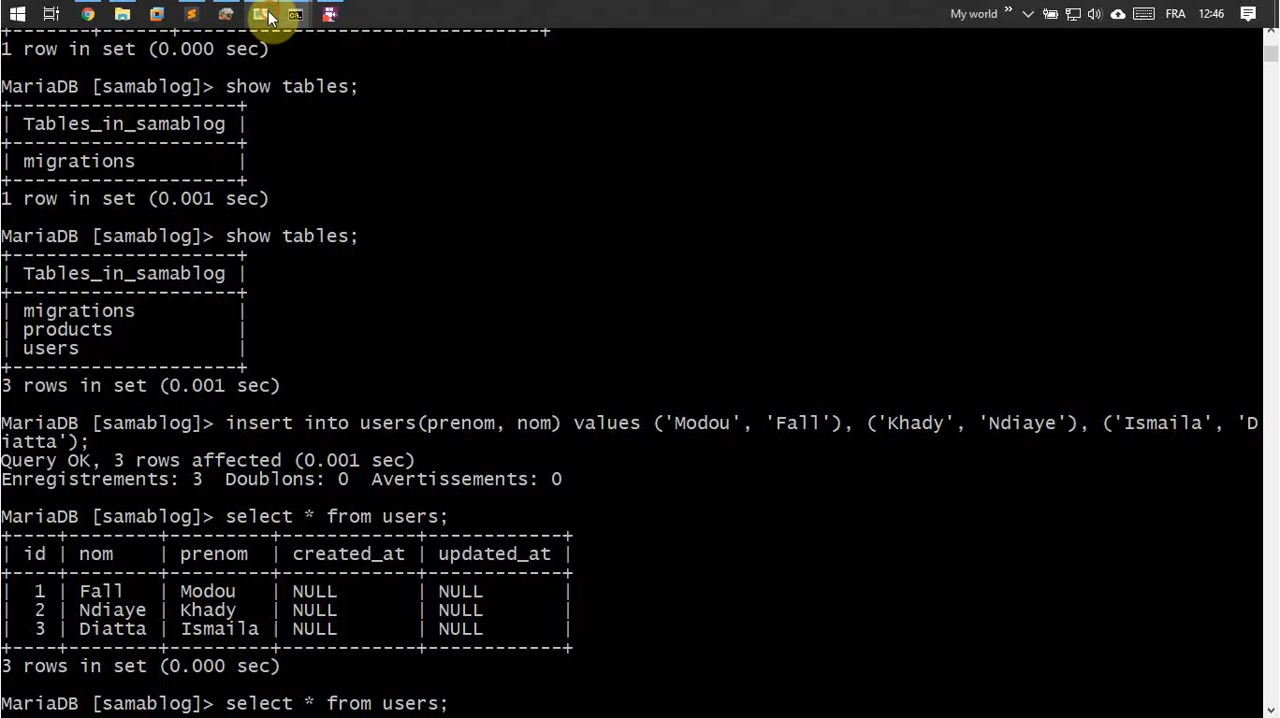 My world » FRA 12:46
1 row in set (0.000 sec)
MariaDB [samablog]> show tables;
+--------------------+
| Tables_in_samablog |
+--------------------+
| migrations         |
+--------------------+
1 row in set (0.001 sec)
MariaDB [samablog]> show tables;
+--------------------+
| Tables_in_samablog |
+--------------------+
| migrations         |
| products           |
| users              |
+--------------------+
3 rows in set (0.001 sec)
MariaDB [samablog]> insert into users(prenom, nom) values ('Modou', 'Fall'), ('Khady', 'Ndiaye'), ('Ismaila', 'D
iatta');
Query OK, 3 rows affected (0.001 sec)
Enregistrements: 3  Doublons: 0  Avertissements: 0
MariaDB [samablog]> select * from users;
+----+--------+---------+------------+------------+
| id | nom    | prenom  | created_at | updated_at |
+----+--------+---------+------------+------------+
|  1 | Fall   | Modou   | NULL       | NULL       |
|  2 | Ndiaye | Khady   | NULL       | NULL       |
|  3 | Diatta | Ismaila | NULL       | NULL       |
+----+--------+---------+------------+------------+
3 rows in set (0.000 sec)
MariaDB [samablog]> select * from users;